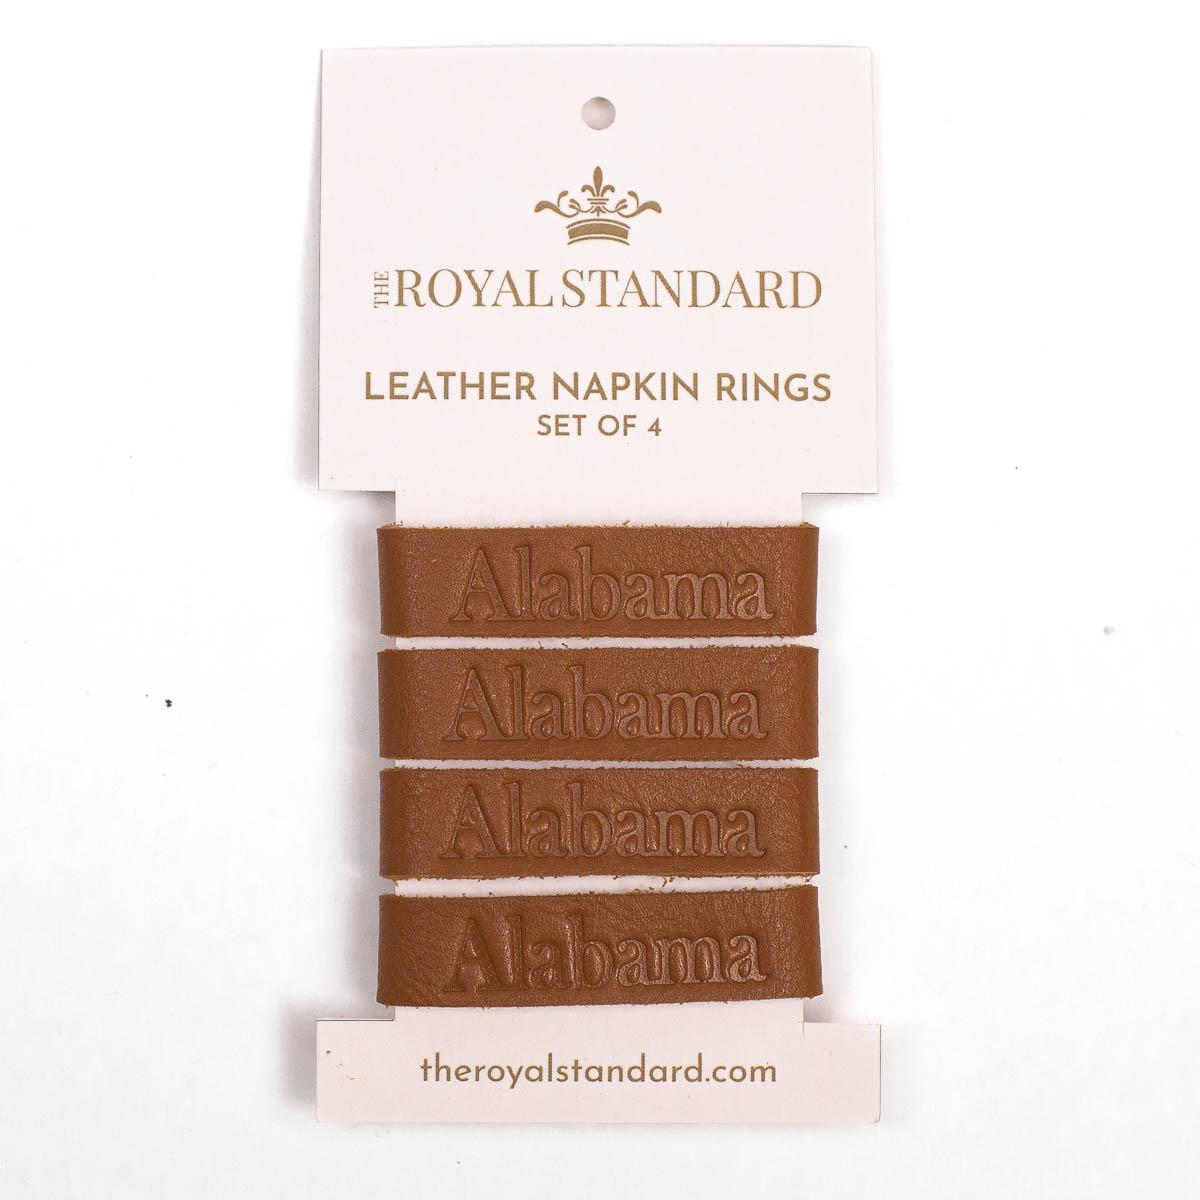 THE ROYAL STANDARD
LEATHER NAPKIN RINGS
SET OF 4
Alabama
Alabama
Alabama
Alabama
theroyalstandard.com